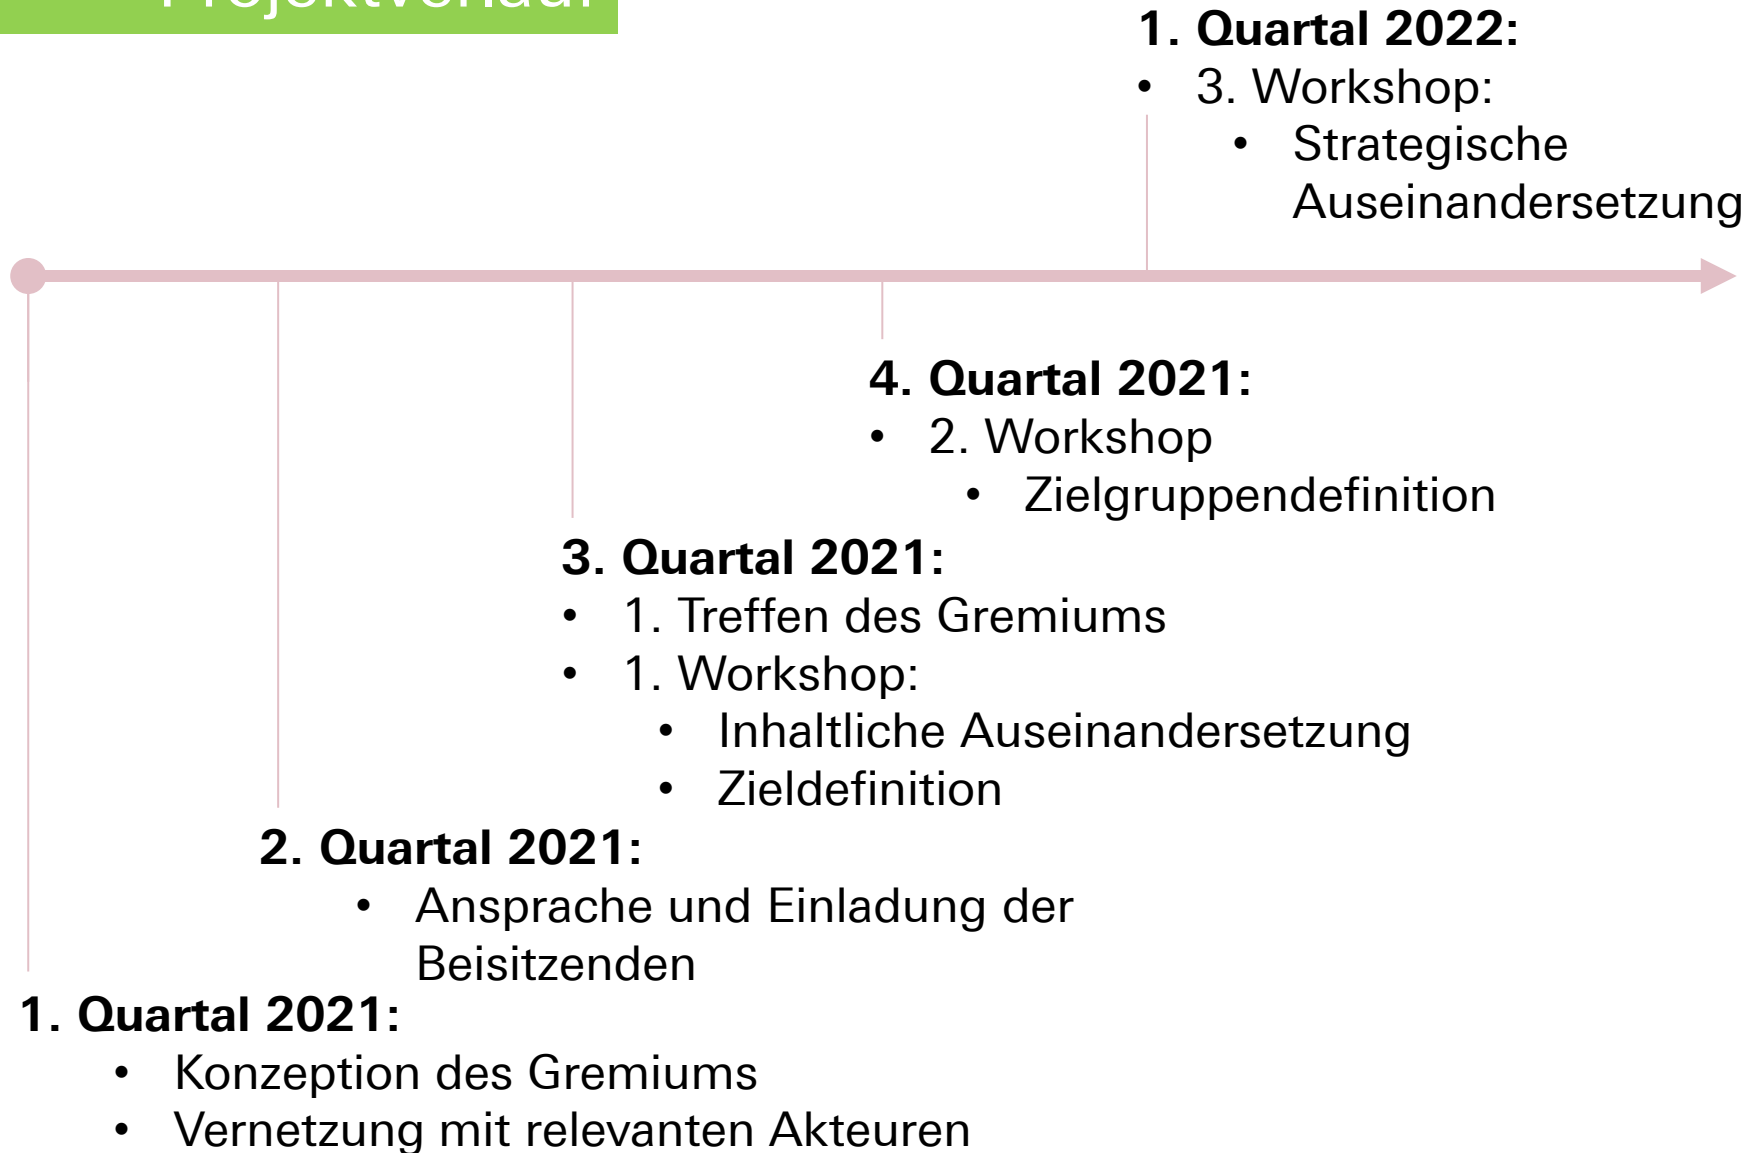 Projektverlauf
1. Quartal 2022:
• 3. Workshop:
• Strategische
Auseinandersetzung
4. Quartal 2021:
• 2. Workshop
• Zielgruppendefinition
3. Quartal 2021:
• 1. Treffen des Gremiums
• 1. Workshop:
• Inhaltliche Auseinandersetzung
• Zieldefinition
2. Quartal 2021:
• Ansprache und Einladung der
Beisitzenden
1. Quartal 2021:
• Konzeption des Gremiums
• Vernetzung mit relevanten Akteuren